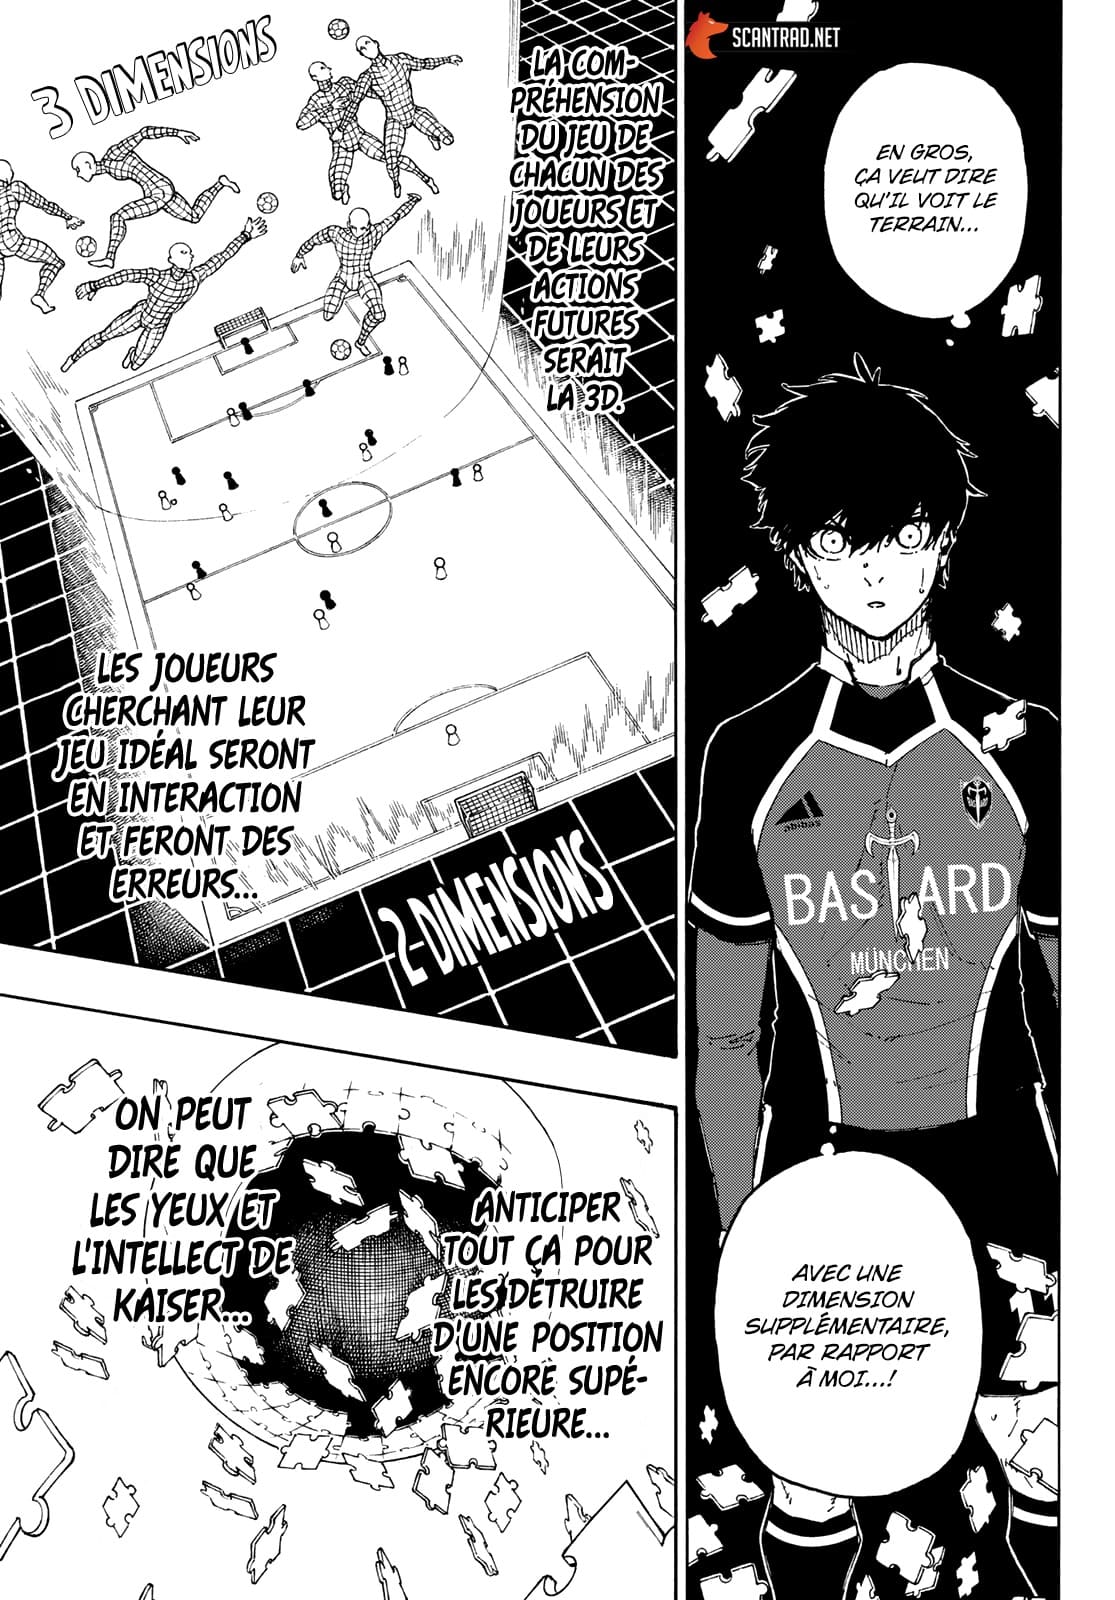 SCANTRAD.NET
EN GROS,
ÇA VEUT DIRE
QU'IL VOIT LE
TERRAIN...
abibas
BASTARD
MÜNCHEN
AVEC UNE
DIMENSION
SUPPLÉMENTAIRE,
PAR RAPPORT
À MOI...!
3 DIMENSIONS
LA COM-
PRÉHENSION
DU JEU DE
CHACUN DES
JOUEURS ET
DE LEURS
ACTIONS
FUTURES
SERAIT
LA 3D.
LES JOUEURS
CHERCHANT LEUR
JEU IDÉAL SERONT
EN INTERACTION
ET FERONT DES
ERREURS...
2-DIMENSIONS
ANTICIPER
TOUT ÇA POUR
LES DÉTRUIRE
D'UNE POSITION
ENCORE SUPÉ-
RIEURE...
ON PEUT
DIRE QUE
LES YEUX ET
L'INTELLECT DE
KAISER...